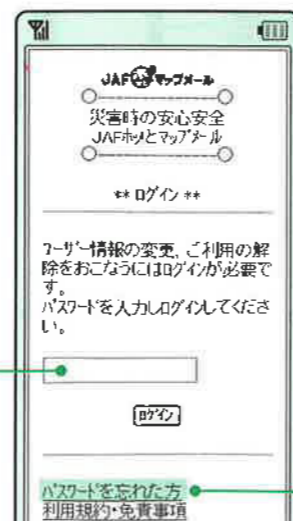 JAFほっとマップメール
災害時の安心安全
JAFホッとマップメール
** ログイン **
ユーザー情報の変更、ご利用の解
除をおこなうにはログインが必要で
す。
パスワードを入力しログインしてくださ
い。
ログイン
パスワードを忘れた方
利用規約・免責事項